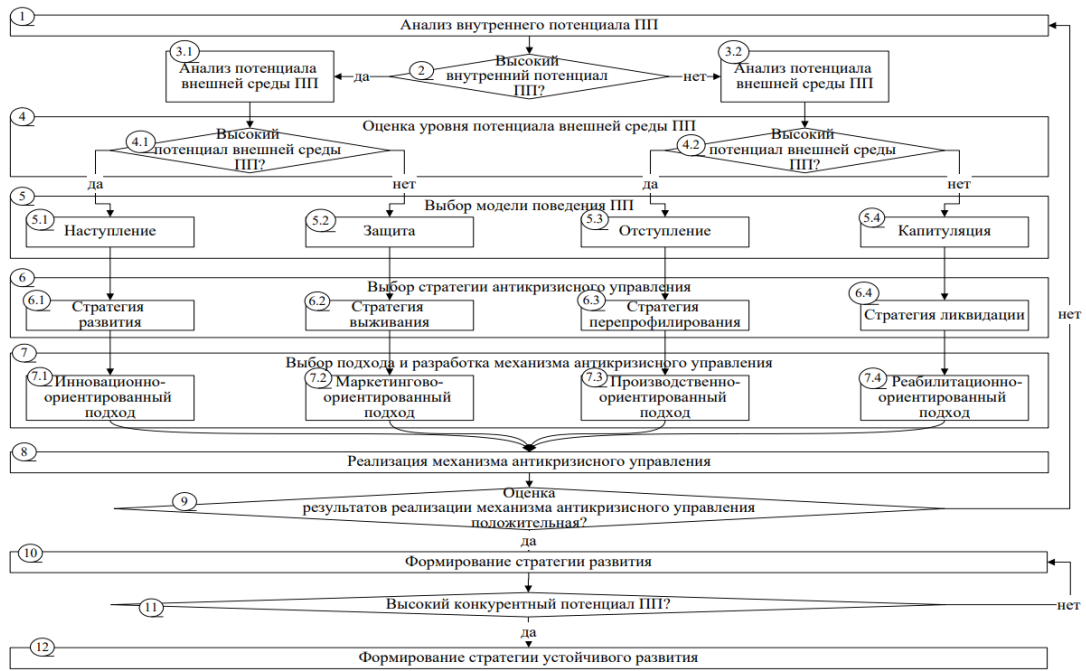 1
Анализ внутреннего потенциала ПП
3.1
Анализ потенциала
внешней среды ПП
да
2
Высокий
внутренний потенциал
ПП?
нет
3.2
Анализ потенциала
внешней среды ПП
4
Оценка уровня потенциала внешней среды ПП
4.1
Высокий
потенциал внешней среды
ПП?
4.2
Высокий
потенциал внешней среды
ПП?
да
нет
да
нет
5
Выбор модели поведения ПП
5.1
Наступление
5.2
Защита
5.3
Отступление
5.4
Капитуляция
6
Выбор стратегии антикризисного управления
6.1
Стратегия
развития
6.2
Стратегия
выживания
6.3
Стратегия
перепрофилирования
6.4
Стратегия ликвидации
нет
7
Выбор подхода и разработка механизма антикризисного управления
7.1
Инновационно-
ориентированный
подход
7.2
Маркетингово-
ориентированный
подход
7.3
Производственно-
ориентированный
подход
7.4
Реабилитационно-
ориентированный
подход
8
Реализация механизма антикризисного управления
9
Оценка
результатов реализации механизма антикризисного управления
положительная?
да
10
Формирование стратегии развития
11
Высокий конкурентный потенциал ПП?
нет
да
12
Формирование стратегии устойчивого развития